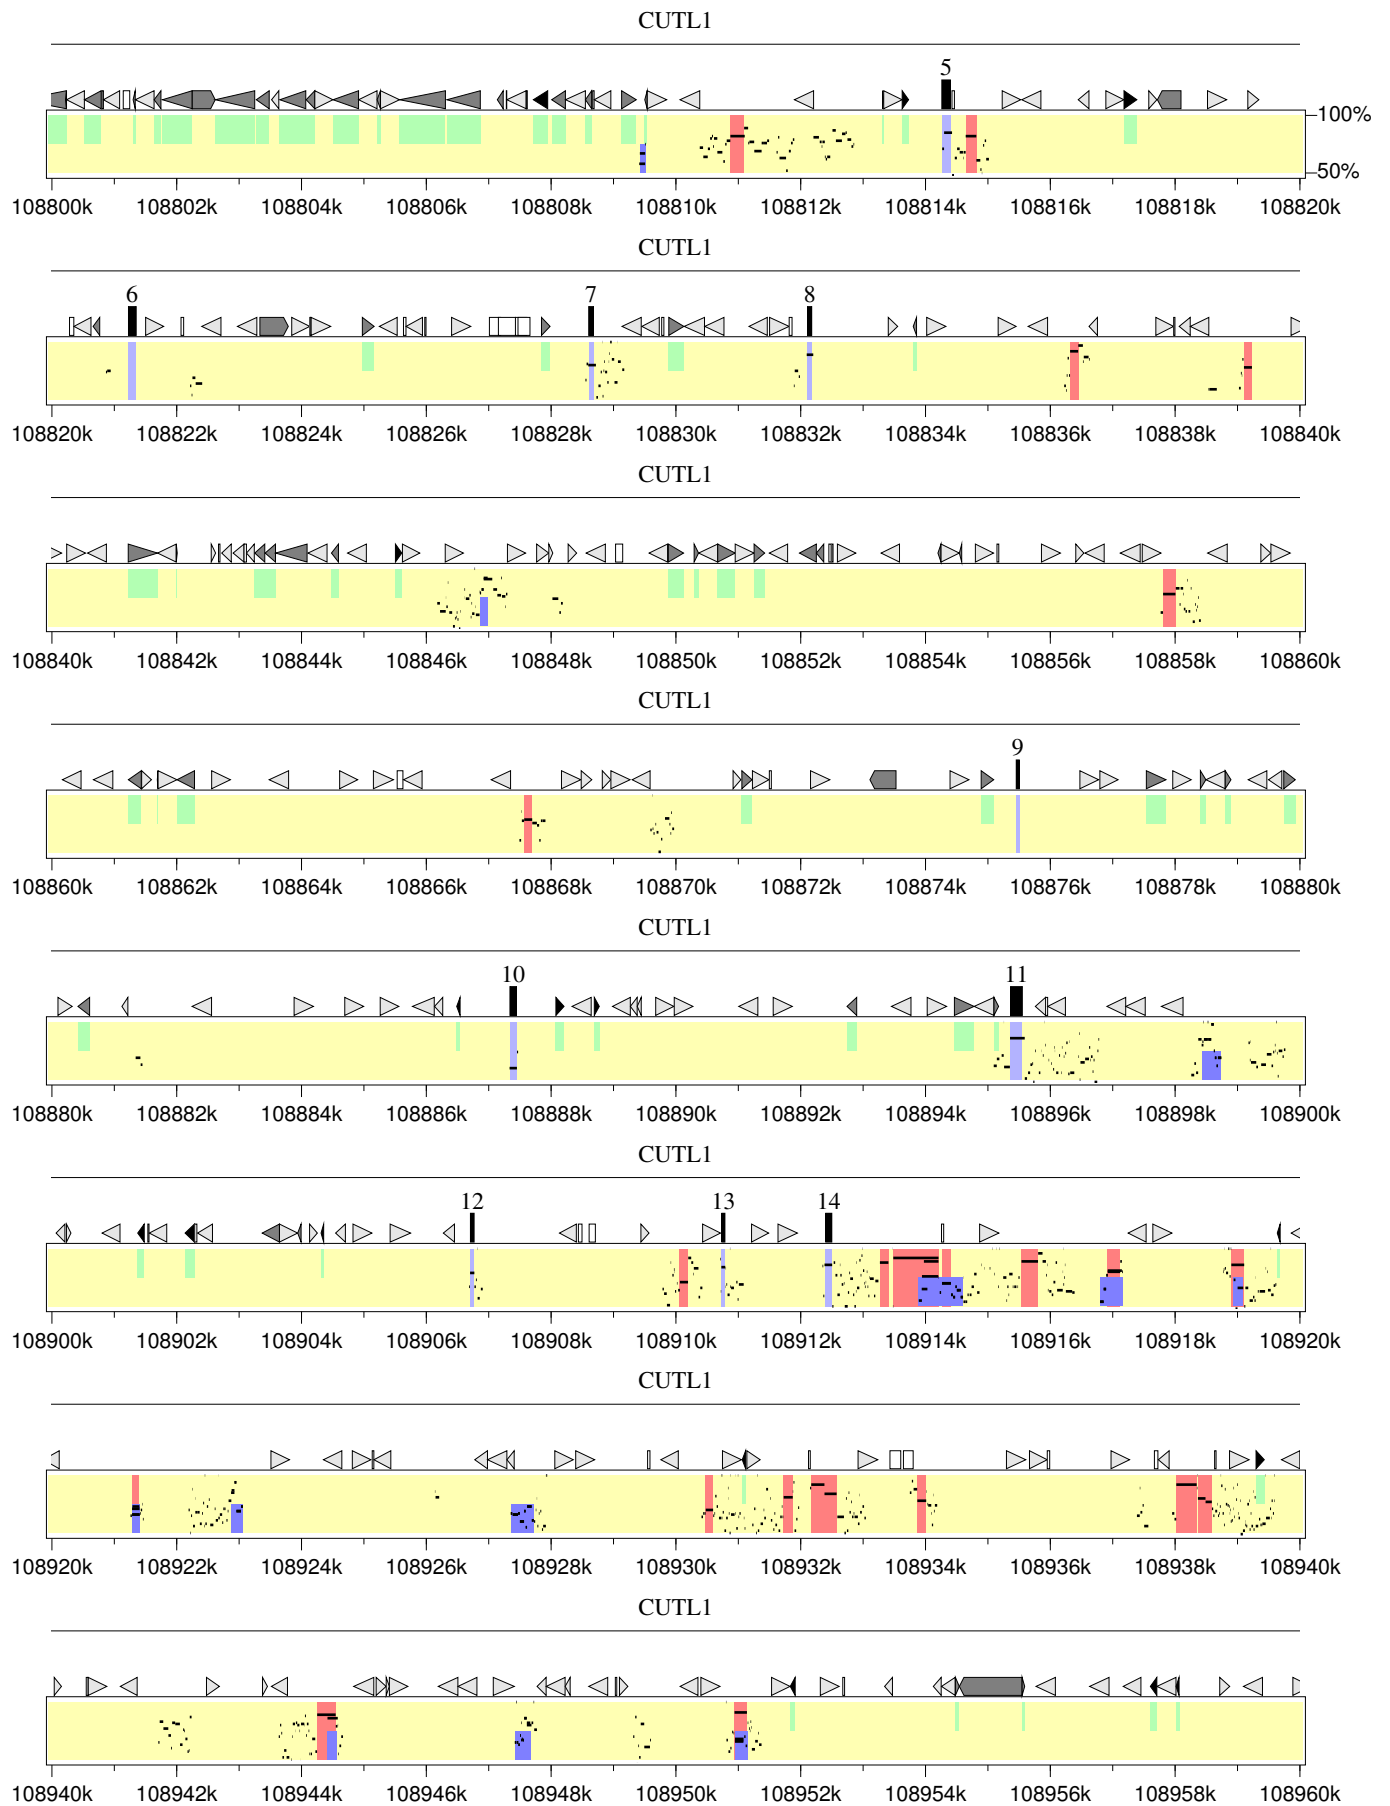 CUTL1
5
100%
50%
108800k 108802k 108804k 108806k 108808k 108810k 108812k 108814k 108816k 108818k 108820k
CUTL1
6 7 8
108820k 108822k 108824k 108826k 108828k 108830k 108832k 108834k 108836k 108838k 108840k
CUTL1
108840k 108842k 108844k 108846k 108848k 108850k 108852k 108854k 108856k 108858k 108860k
CUTL1
9
108860k 108862k 108864k 108866k 108868k 108870k 108872k 108874k 108876k 108878k 108880k
CUTL1
10 11
108880k 108882k 108884k 108886k 108888k 108890k 108892k 108894k 108896k 108898k 108900k
CUTL1
12 13 14
108900k 108902k 108904k 108906k 108908k 108910k 108912k 108914k 108916k 108918k 108920k
CUTL1
108920k 108922k 108924k 108926k 108928k 108930k 108932k 108934k 108936k 108938k 108940k
CUTL1
108940k 108942k 108944k 108946k 108948k 108950k 108952k 108954k 108956k 108958k 108960k